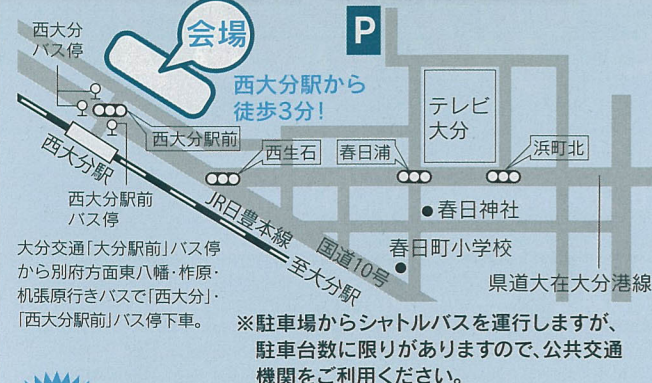 西大分
バス停
会場
P
西大分駅から
徒歩3分!
テレビ
大分
西大分駅前
西生石
春日浦
浜町北
西大分駅
西大分駅前
バス停
JR日豊本線
国道10号
至大分駅
春日神社
春日町小学校
県道大在大分港線
大分交通「大分駅前」バス停
から別府方面東八幡・柞原・
机張原行きバスで「西大分」・
「西大分駅前」バス停下車。
※駐車場からシャトルバスを運行しますが、
駐車台数に限りがありますので、公共交通
機関をご利用ください。